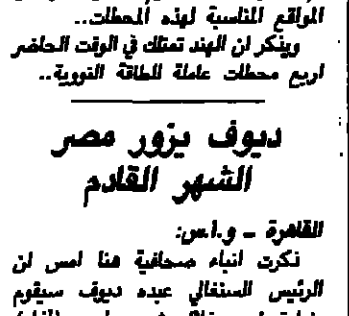 المواقع المناسبة لهذه المحطات..
ويذكر ان الهند تمتلك في الوقت الحاضر
اربع محطات عاملة للطاقة النووية..
ديوف يزور مصر
الشهر القادم
القاهرة - و.ا.س:
ذكرت انباء صحافية هنا امس ان
الرئيس السنغالي عبده ديوف سيقوم